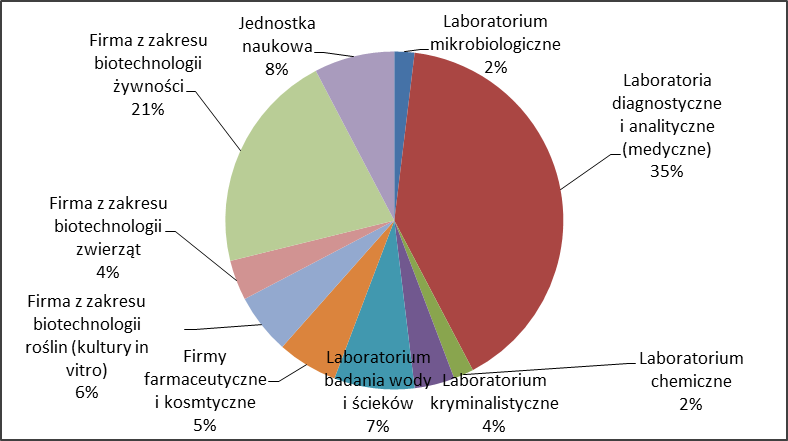 Laboratorium
mikrobiologiczne
2%
Laboratoria
diagnostyczne
i analityczne
(medyczne)
35%
Laboratorium
chemiczne
2%
Laboratorium
kryminalistyczne
4%
Laboratorium
badania wody
i ścieków
7%
Firmy
farmaceutyczne
i kosmtyczne
5%
Firma z zakresu
biotechnologii
roślin (kultury in
vitro)
6%
Firma z zakresu
biotechnologii
zwierząt
4%
Firma z zakresu
biotechnologii
żywności
21%
Jednostka
naukowa
8%